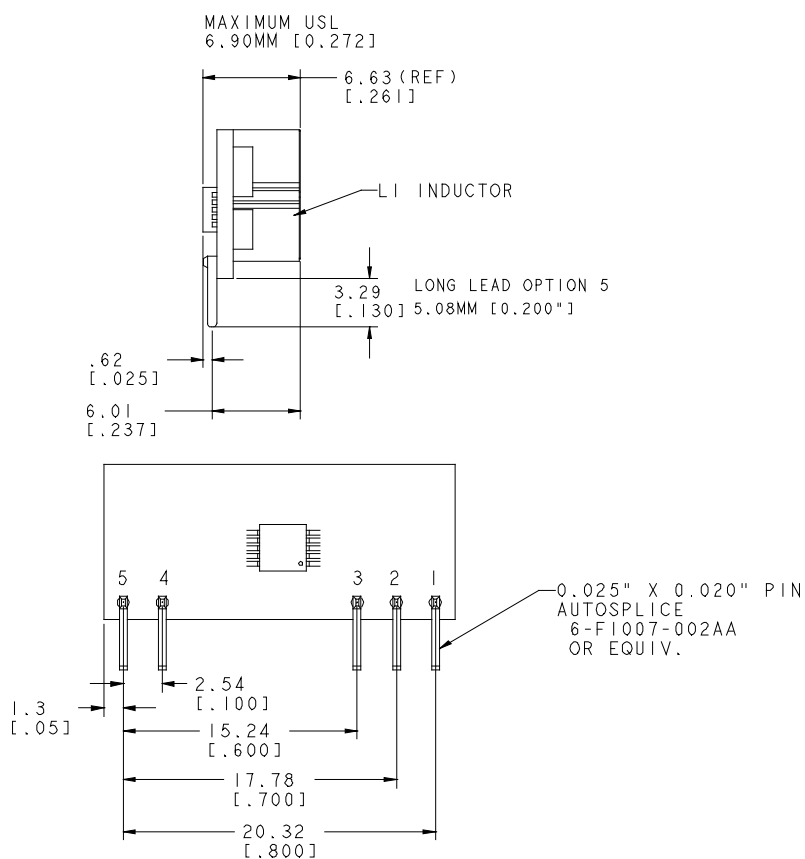 MAXIMUM USL
6.90MM [0.272]
6.63 (REF)
[.261]
L1 INDUCTOR
3.29
[.130]
LONG LEAD OPTION 5
5.08MM [0.200"]
.62
[.025]
6.01
[.237]
5 4 3 2 1
0.025" X 0.020" PIN
AUTOSPLICE
6-F1007-002AA
OR EQUIV.
2.54
[.100]
1.3
[.05]
15.24
[.600]
17.78
[.700]
20.32
[.800]